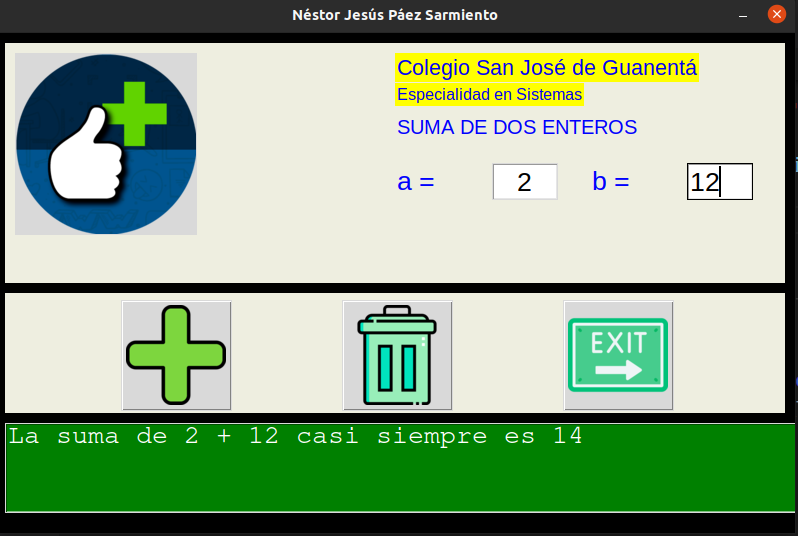 Néstor Jesús Páez Sarmiento
Colegio San José de Guanentá
Especialidad en Sistemas
SUMA DE DOS ENTEROS
a = 2 b = 12
EXIT
La suma de 2 + 12 casi siempre es 14